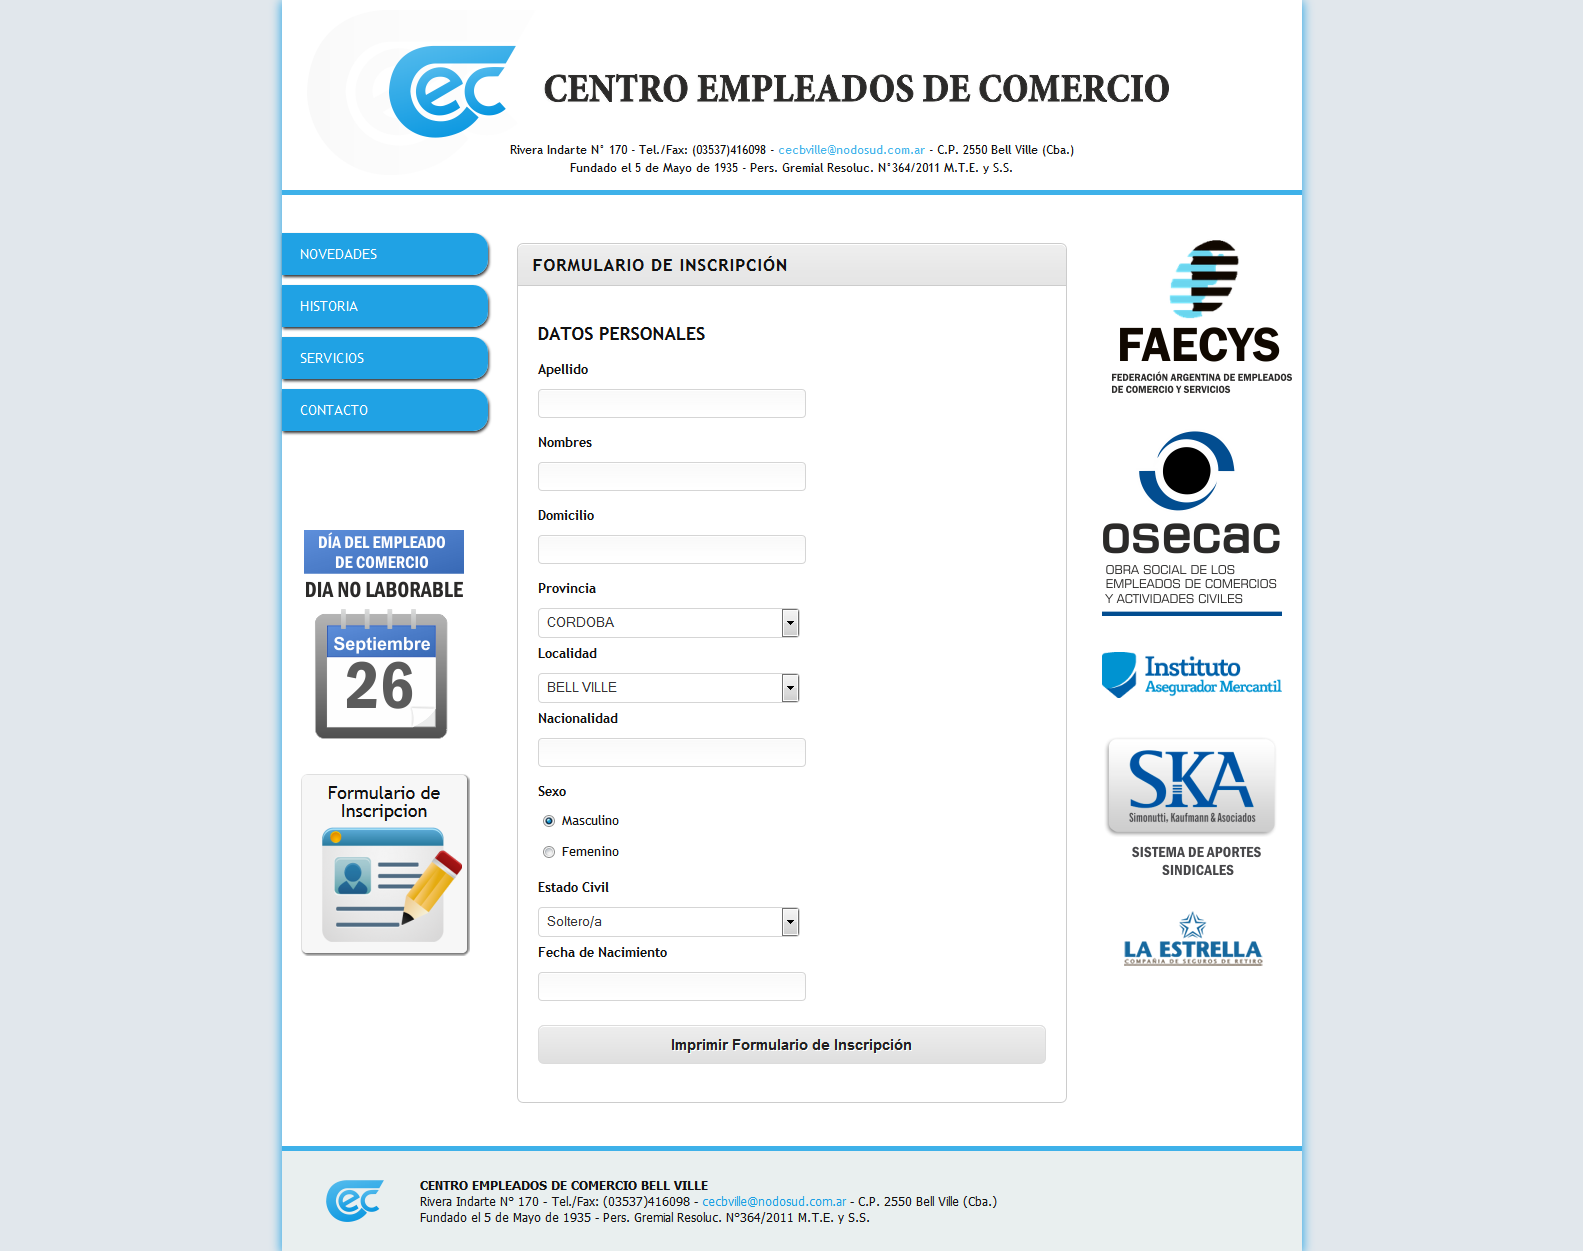 cec
CENTRO EMPLEADOS DE COMERCIO
Rivera Indarte N° 170 - Tel./Fax: (03537)416098 - cecbville@nodosud.com.ar - C.P. 2550 Bell Ville (Cba.)
Fundado el 5 de Mayo de 1935 - Pers. Gremial Resoluc. N°364/2011 M.T.E. y S.S.
NOVEDADES
HISTORIA
SERVICIOS
CONTACTO
DÍA DEL EMPLEADO
DE COMERCIO
DIA NO LABORABLE
Septiembre
26
Formulario de
Inscripcion
FORMULARIO DE INSCRIPCIÓN
DATOS PERSONALES
Apellido
Nombres
Domicilio
Provincia
CORDOBA
Localidad
BELL VILLE
Nacionalidad
Sexo
Masculino
Femenino
Estado Civil
Soltero/a
Fecha de Nacimiento
Imprimir Formulario de Inscripción
FAECYS
FEDERACIÓN ARGENTINA DE EMPLEADOS
DE COMERCIO Y SERVICIOS
osecac
OBRA SOCIAL DE LOS
EMPLEADOS DE COMERCIOS
Y ACTIVIDADES CIVILES
Instituto
Asegurador Mercantil
SKA
Simonutti, Kaufmann & Asociados
SISTEMA DE APORTES
SINDICALES
LA ESTRELLA
COMPAÑIA DE SEGUROS DE RETIRO
cec
CENTRO EMPLEADOS DE COMERCIO BELL VILLE
Rivera Indarte N° 170 - Tel./Fax: (03537)416098 - cecbville@nodosud.com.ar - C.P. 2550 Bell Ville (Cba.)
Fundado el 5 de Mayo de 1935 - Pers. Gremial Resoluc. N°364/2011 M.T.E. y S.S.